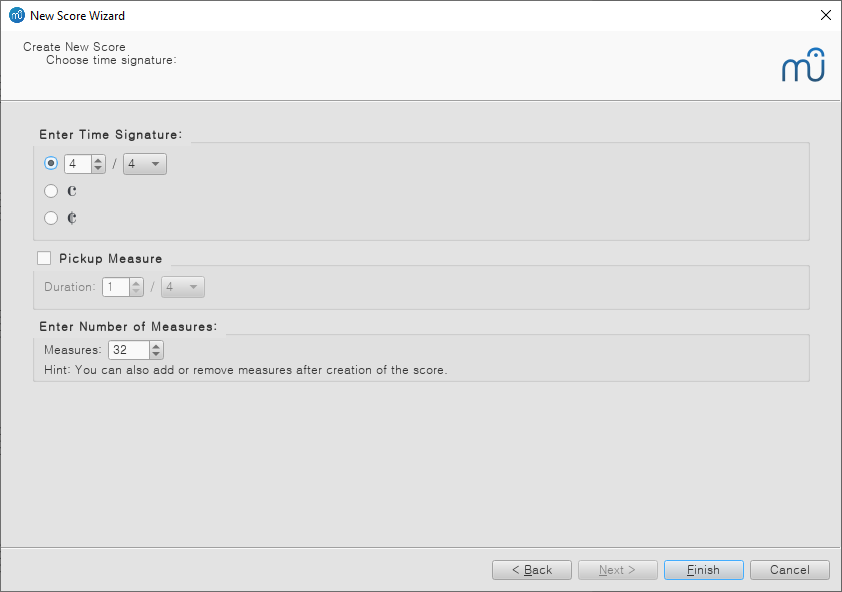 New Score Wizard
Create New Score
Choose time signature:
Enter Time Signature:
4 / 4
Pickup Measure
Duration: 1 / 4
Enter Number of Measures:
Measures: 32
Hint: You can also add or remove measures after creation of the score.
< Back Next > Finish Cancel